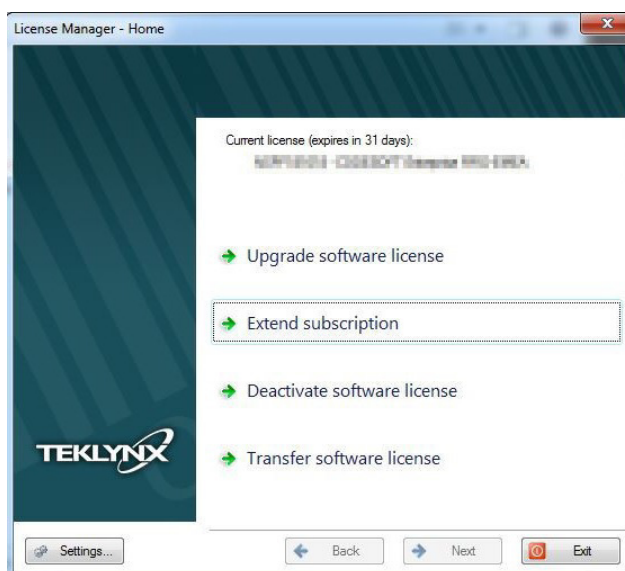 License Manager - Home
Current license (expires in 31 days):
Upgrade software license
Extend subscription
Deactivate software license
Transfer software license
TEKLYNX
Settings...
Back
Next
Exit